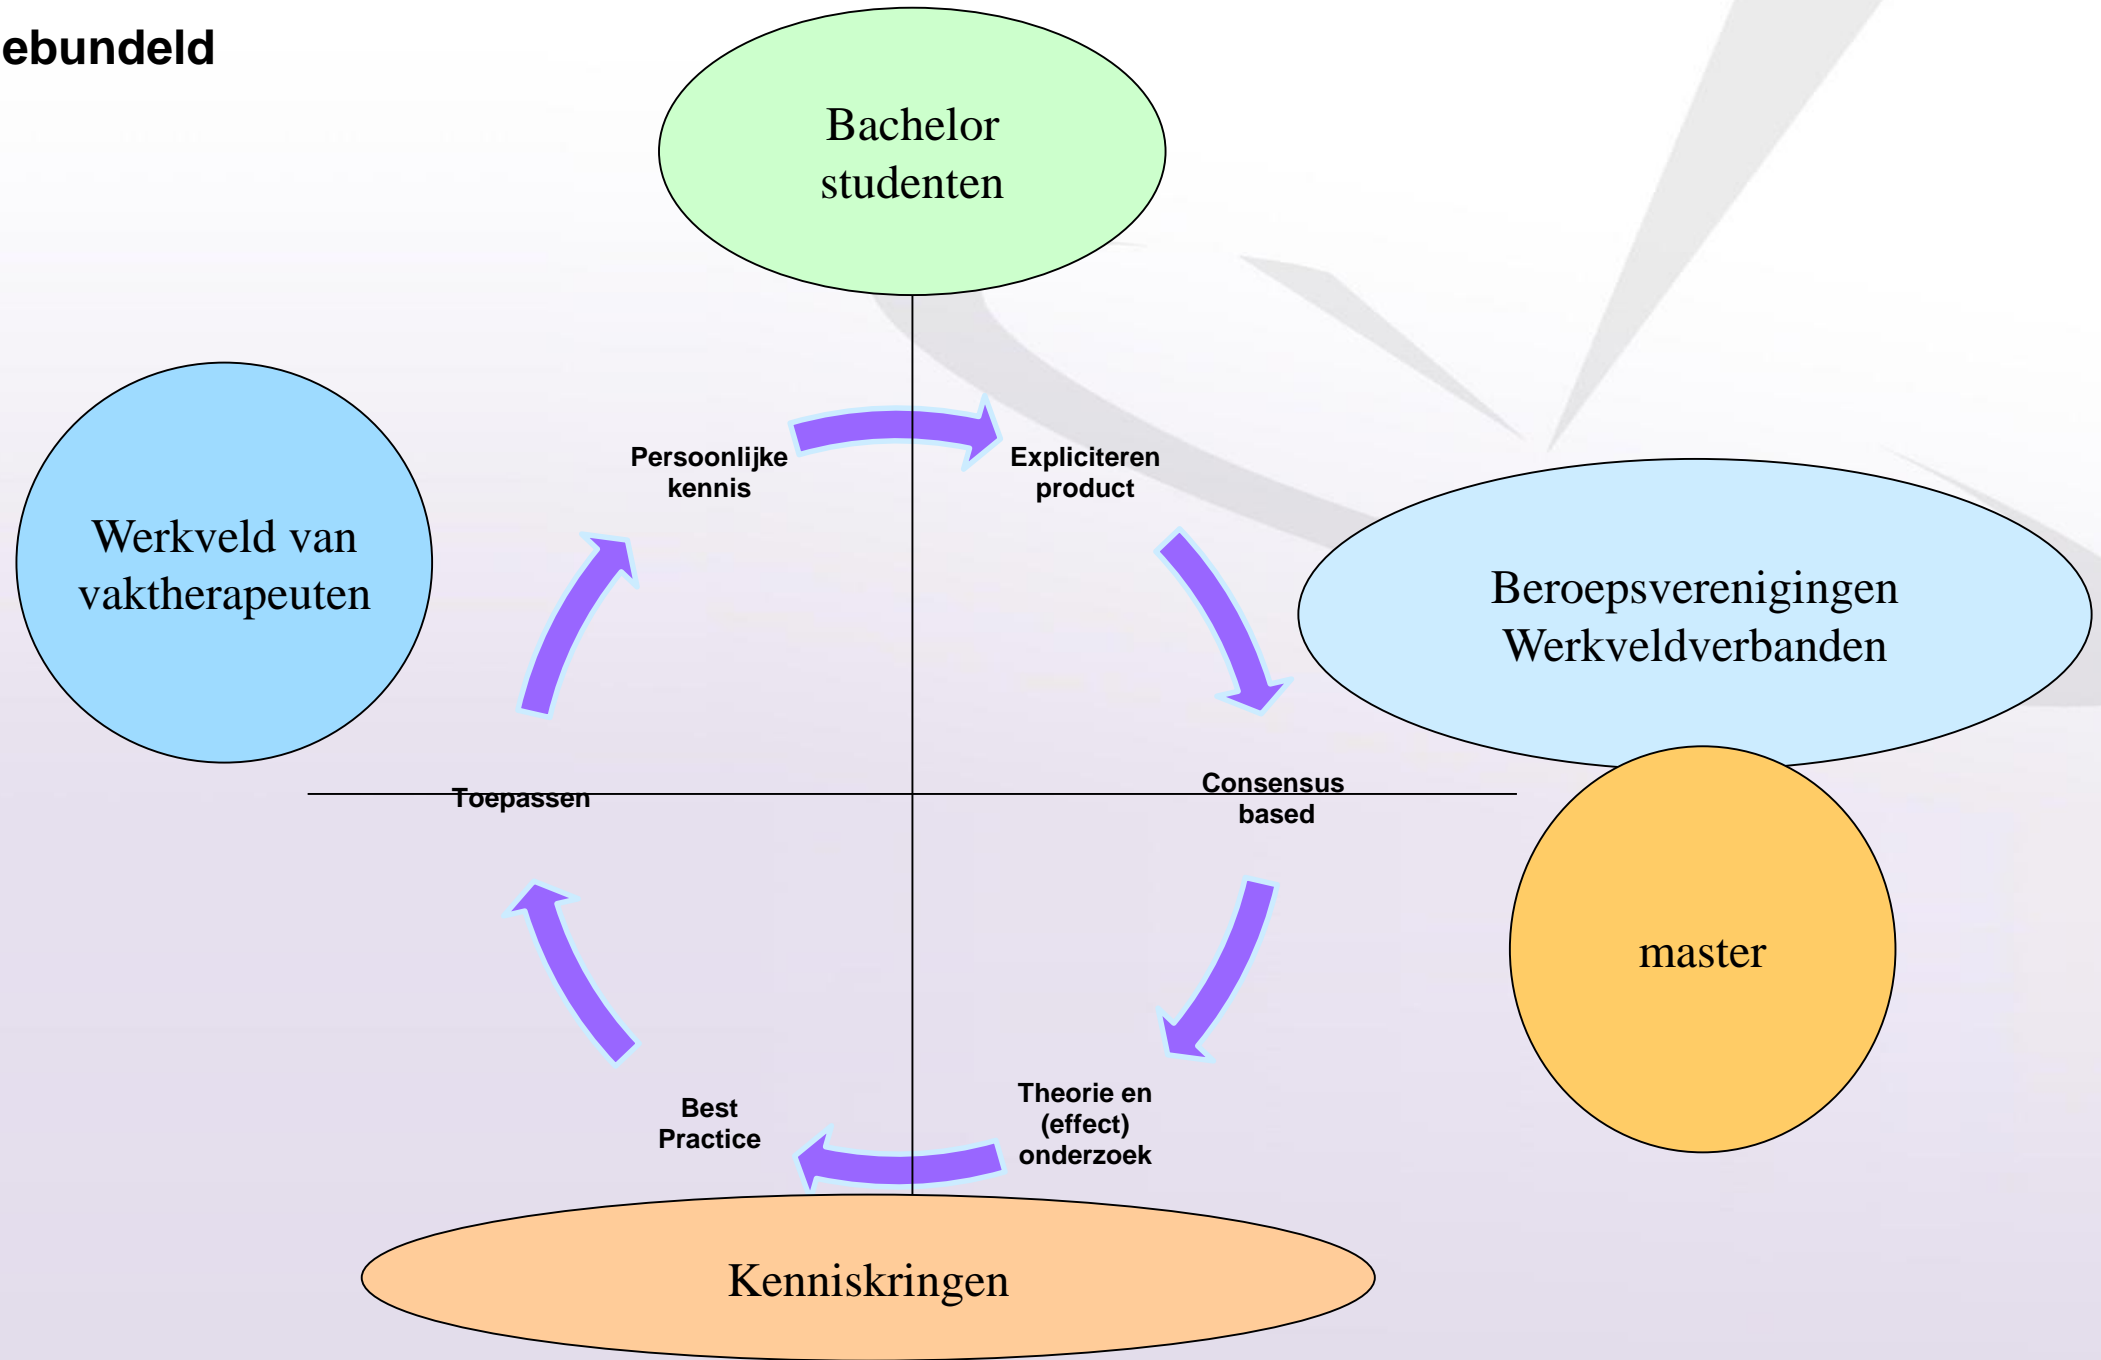 ebundeld
Bachelor
studenten
Persoonlijke
kennis
Expliciteren
product
Werkveld van
vaktherapeuten
Beroepsverenigingen
Werkveldverbanden
Toepassen
Consensus
based
master
Best
Practice
Theorie en
(effect)
onderzoek
Kenniskringen